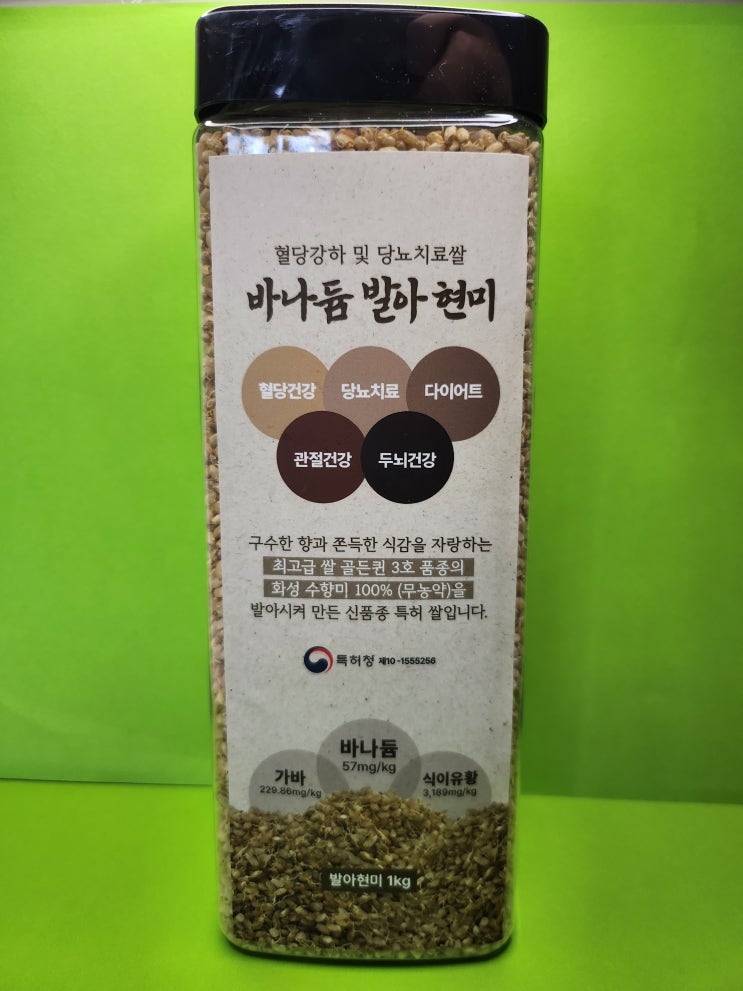 혈당강하 및 당뇨치료쌀
바나듐 발아 현미
혈당건강 당뇨치료 다이어트
관절건강 두뇌건강
구수한 향과 쫀득한 식감을 자랑하는
최고급 쌀 골든퀸 3호 품종의
화성 수향미 100% (무농약)을
발아시켜 만든 신품종 특허 쌀입니다.
특허청 제10-1555256
바나듐
57mg/kg
가바
229.86mg/kg
식이유황
3,189mg/kg
발아현미 1kg